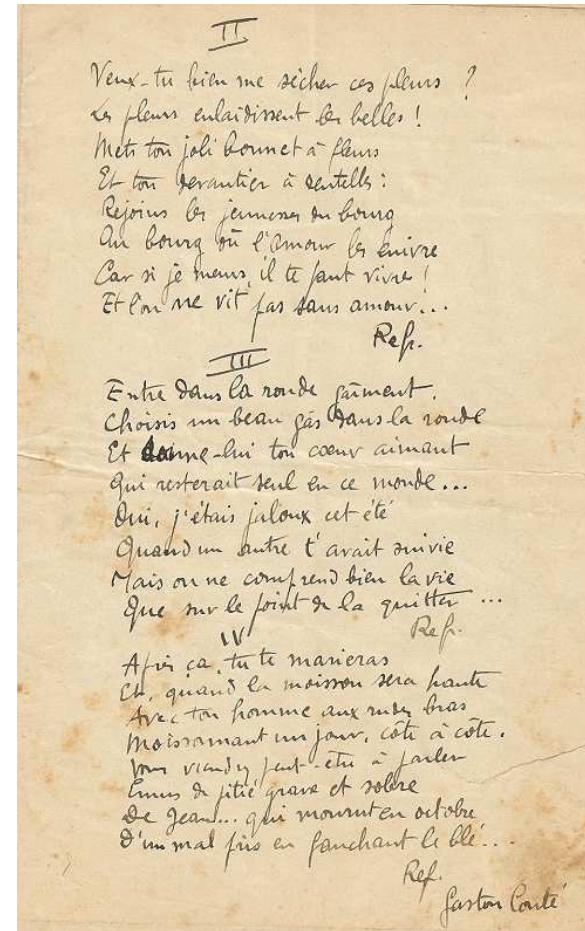 II
Veux-tu bien me sécher ces pleurs ?
Les pleurs enlaidissent les belles !
Mets ton joli bonnet à fleurs
Et ton devantier à dentelles :
Rejoins les jeunesses du bourg
Au bourg où l'Amour les enivre
Car si je meurs, il te faut vivre !
Et l'on ne vit pas sans amour...
Refr.
III
Entre dans la ronde gaîment.
Choisis un beau gâs dans la ronde
Et donne-lui ton cœur aimant
Qui resterait seul en ce monde...
Oui, j'étais jaloux cet été
Quand un autre t'avait suivie
Mais on ne comprend bien la vie
Que sur le point de la quitter ...
Refr.
IV
Après ça, tu te marieras
Et, quand la moisson sera haute
Avec ton homme aux rudes bras
Moissonnant un jour, côte à côte.
Vous viendrez peut-être à parler
Emus de pitié grave et sobre
De Jean... qui mourut en octobre
D'un mal pris en fauchant le blé...
Ref.
Gaston Couté